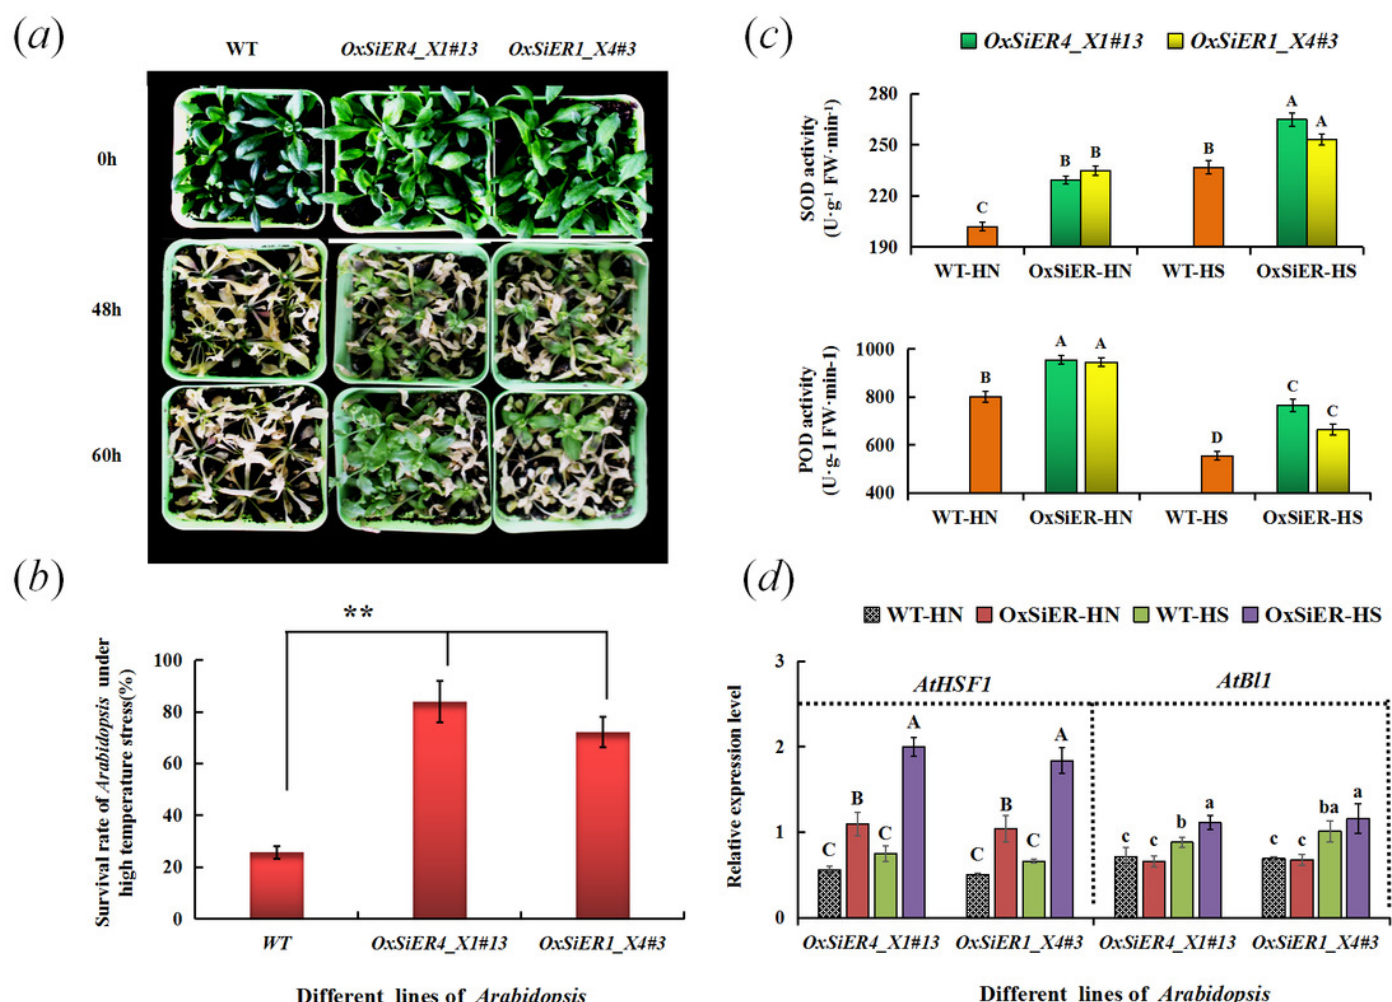 (a)
WT OxSiER4_X1#13 OxSiER1_X4#3
0h
48h
60h
(b)
**
Survival rate of Arabidopsis under
high temperature stress(%)
100
80
60
40
20
0
WT OxSiER4_X1#13 OxSiER1_X4#3
Different lines of Arabidopsis
(c)
OxSiER4_X1#13 OxSiER1_X4#3
SOD activity
(U·g-1 FW·min-1)
280
250
220
190
C B B B A A
WT-HN OxSiER-HN WT-HS OxSiER-HS
POD activity
(U·g-1 FW·min-1)
1000
800
600
400
B A A D C C
WT-HN OxSiER-HN WT-HS OxSiER-HS
(d)
WT-HN OxSiER-HN WT-HS OxSiER-HS
Relative expression level
3
2
1
0
AtHSF1 AtBl1
C B C A C B C A c c b a c c ba a
OxSiER4_X1#13 OxSiER1_X4#3 OxSiER4_X1#13 OxSiER1_X4#3
Different lines of Arabidopsis